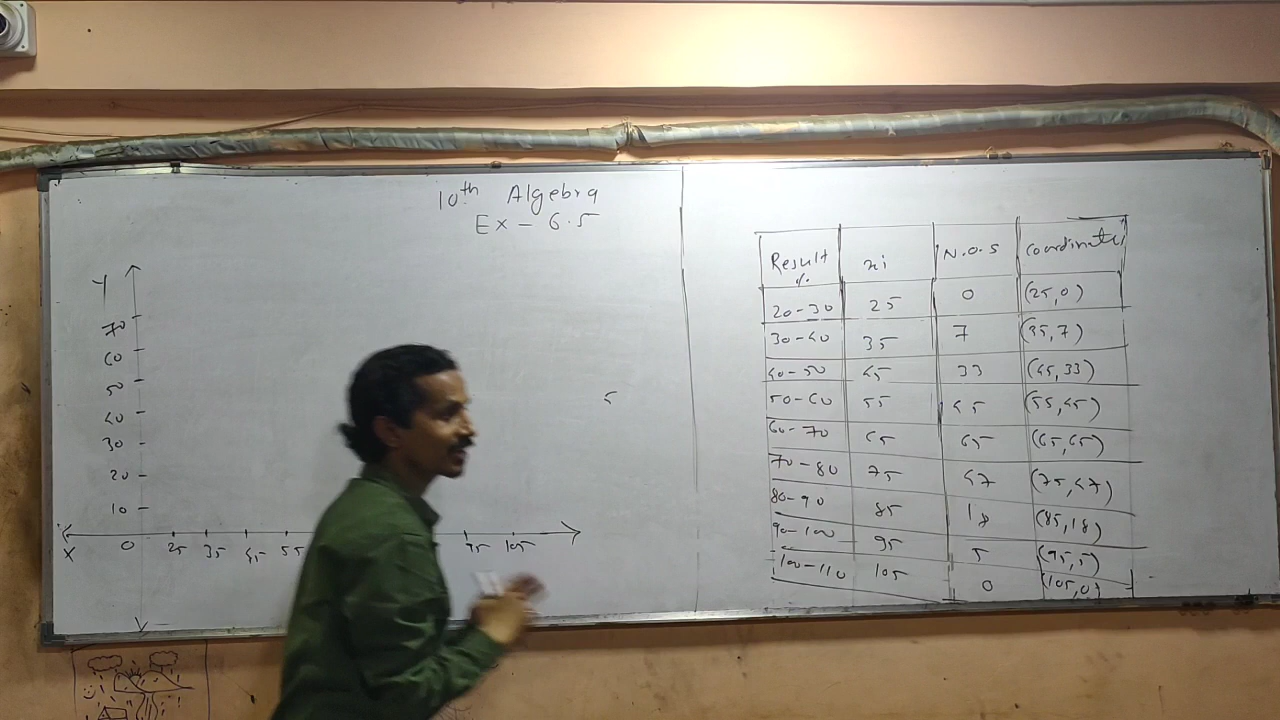 10th Algebra
Ex - 6.5
Y
70
60
50
40
30
20
10
X 0 25 35 45 55 95 105
5
Result % xi N.O.S Coordinate
20-30 25 0 (25,0)
30-40 35 7 (35,7)
40-50 45 33 (45,33)
50-60 55 45 (55,45)
60-70 65 65 (65,65)
70-80 75 47 (75,47)
80-90 85 18 (85,18)
90-100 95 5 (95,5)
100-110 105 0 (105,0)